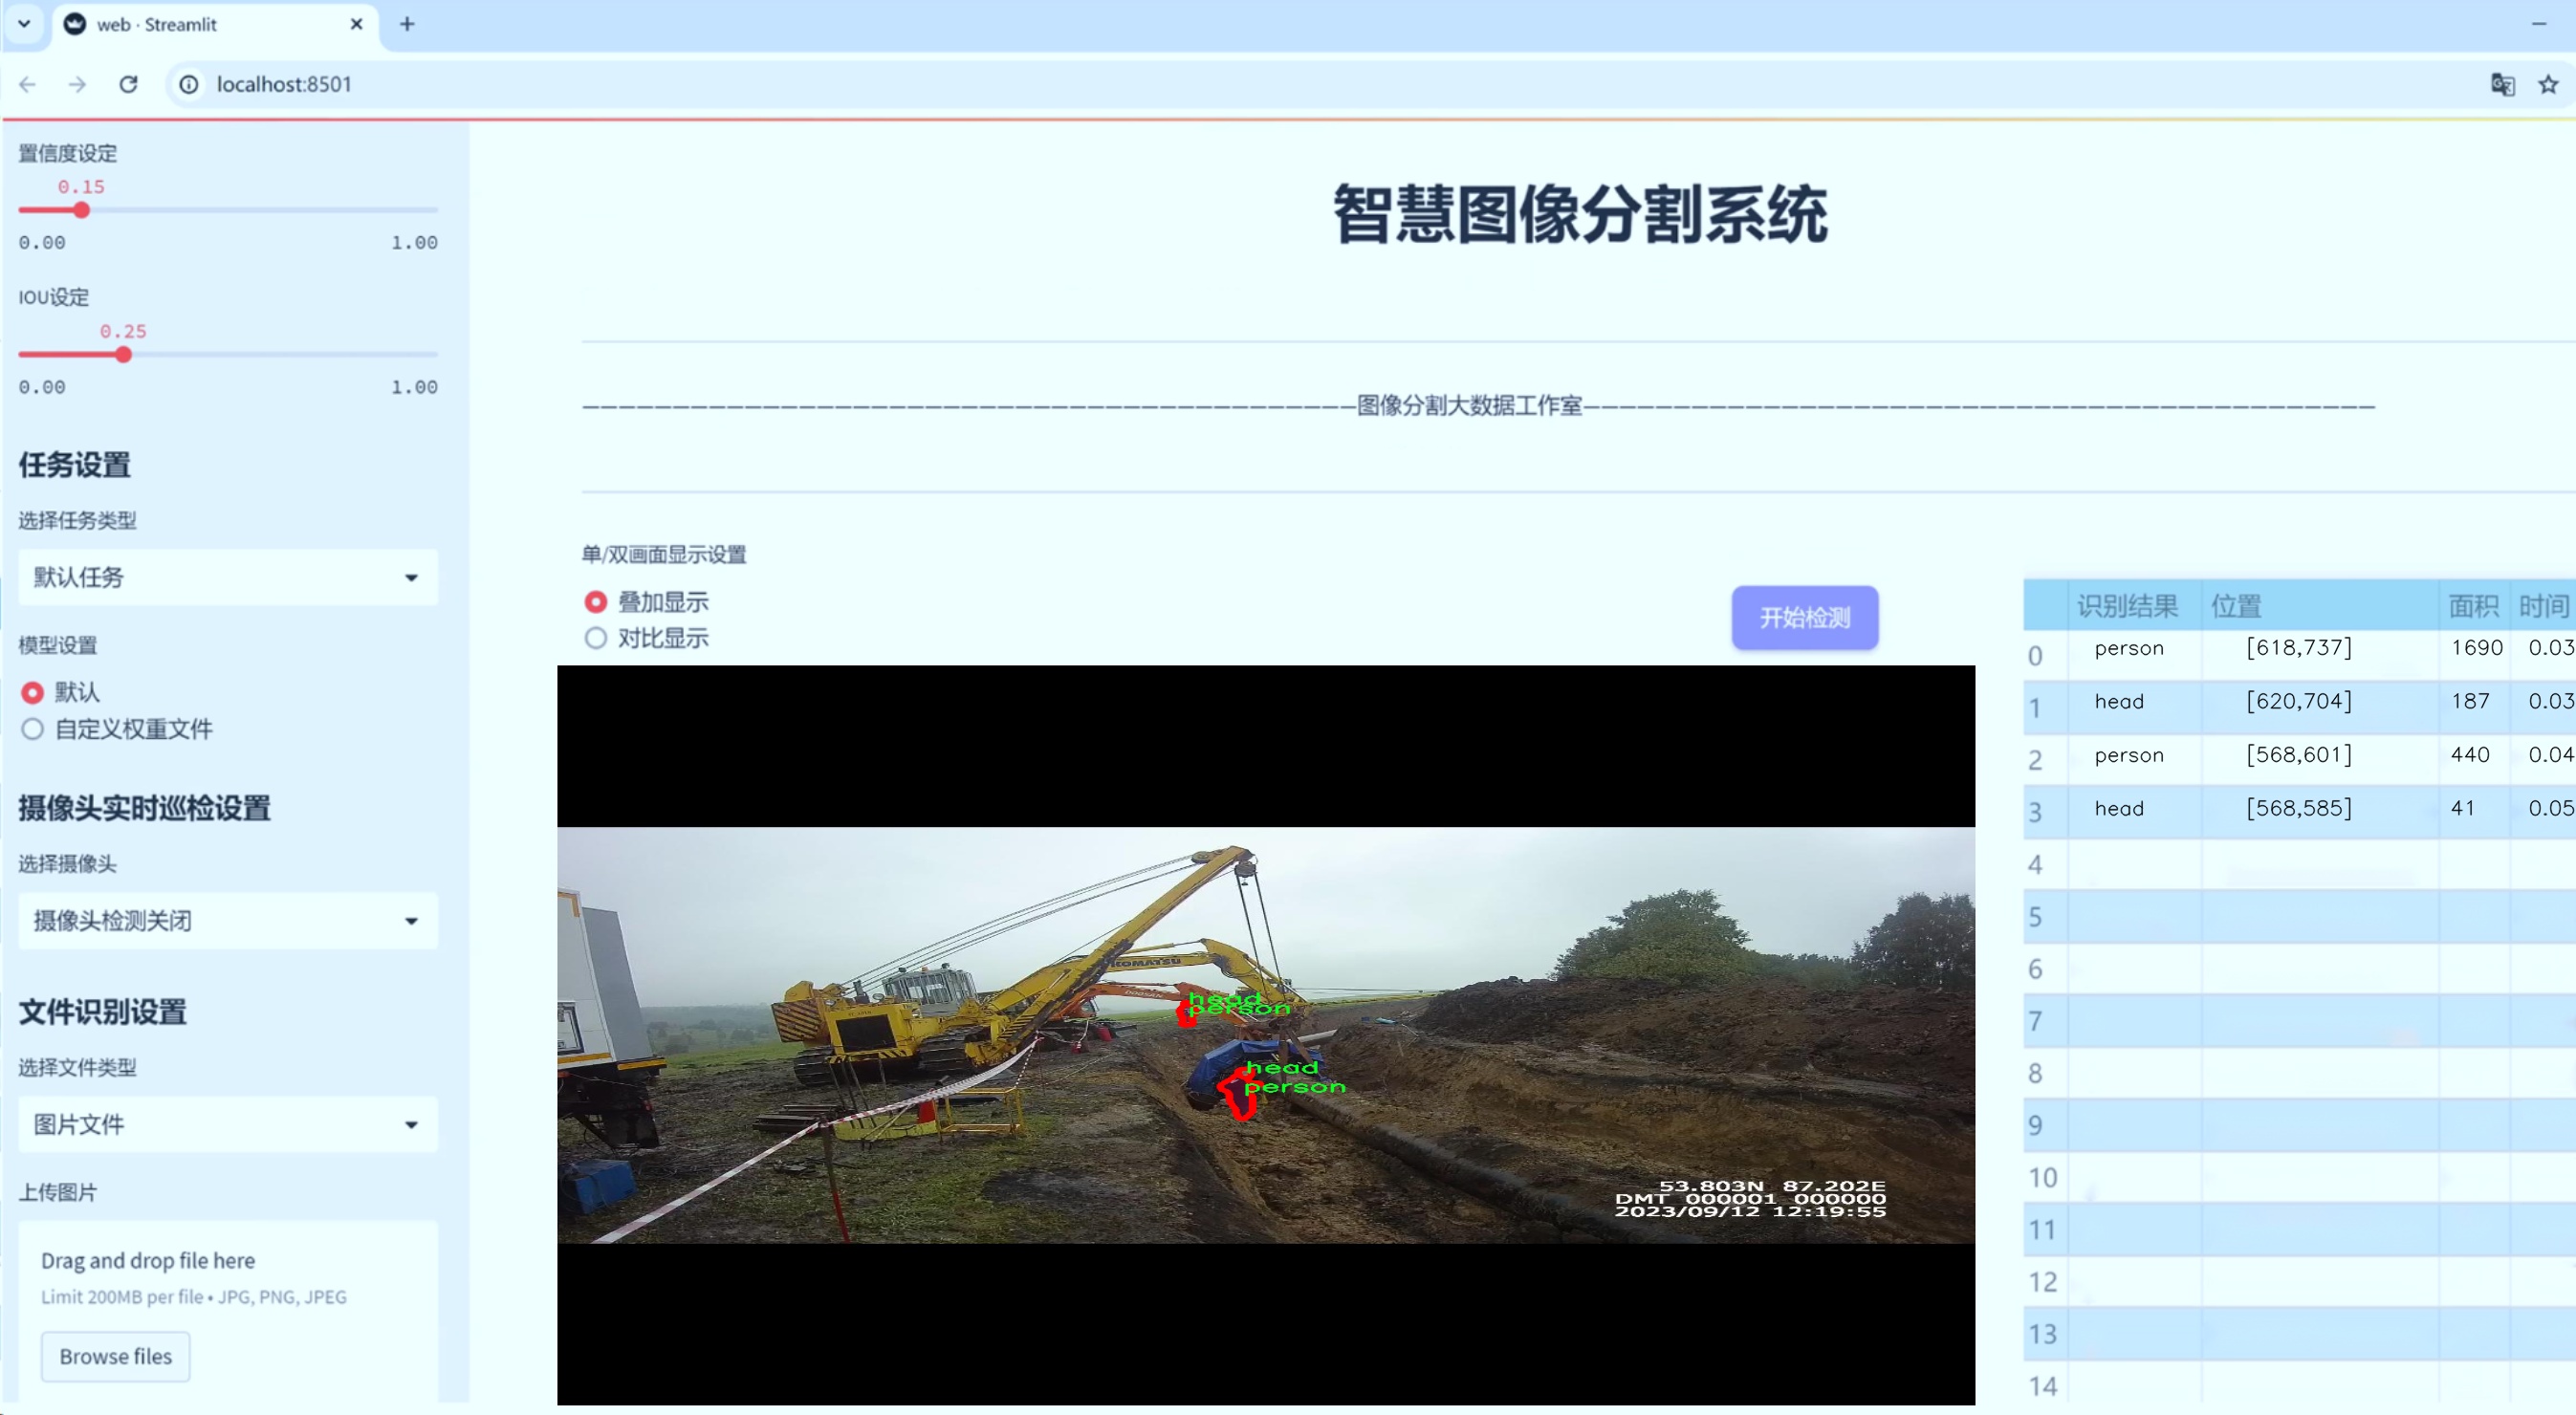 web · Streamlit
localhost:8501
置信度设定
0.15
0.00 1.00
IOU设定
0.25
0.00 1.00
任务设置
选择任务类型
默认任务
模型设置
默认
自定义权重文件
摄像头实时巡检设置
选择摄像头
摄像头检测关闭
文件识别设置
选择文件类型
图片文件
上传图片
Drag and drop file here
Limit 200MB per file • JPG, PNG, JPEG
Browse files
智慧图像分割系统
图像分割大数据工作室
单/双画面显示设置
叠加显示
对比显示
开始检测
KOMATSU
DOOSAN
head
person
head
person
53.803N 87.202E
DMT 000001 000000
2023/09/12 12:19:55
识别结果 位置 面积 时间
0 person [618,737] 1690 0.03
1 head [620,704] 187 0.03
2 person [568,601] 440 0.04
3 head [568,585] 41 0.05
4
5
6
7
8
9
10
11
12
13
14